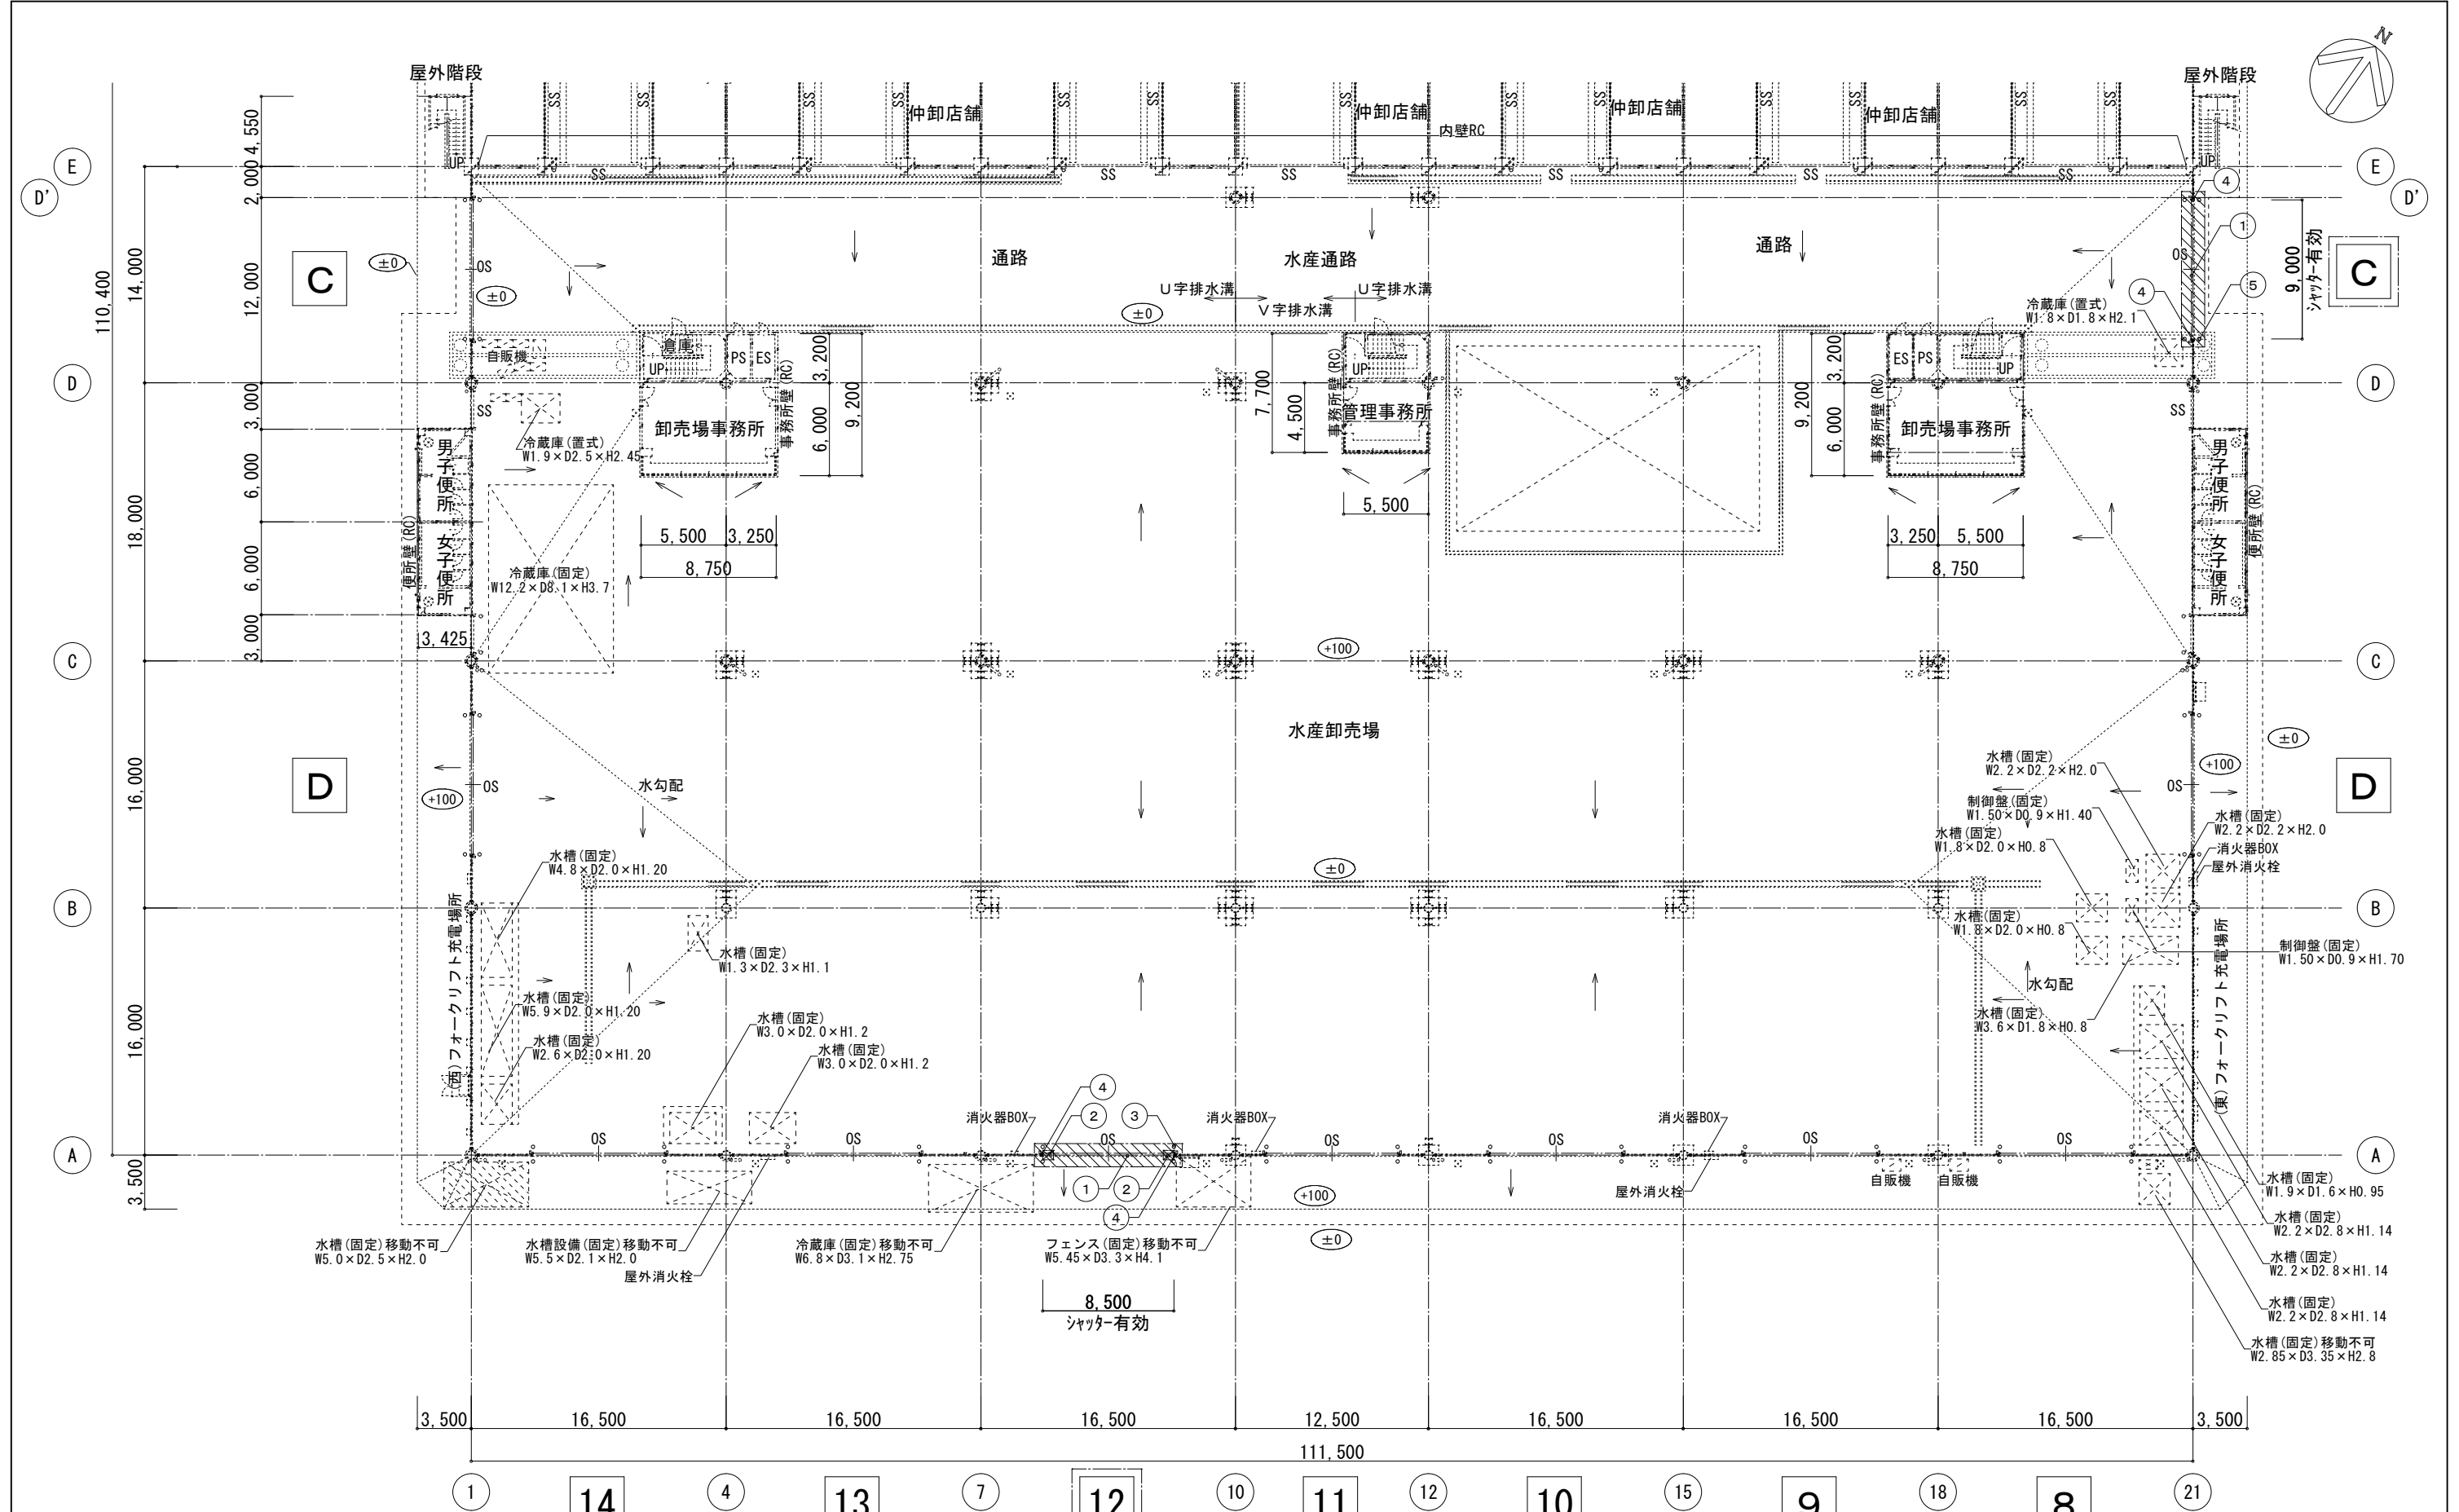 N
屋外階段
屋外階段
仲卸店舗
仲卸店舗
仲卸店舗
仲卸店舗
内壁RC
SS
SS
SS
SS
SS
SS
SS
SS
SS
SS
SS
SS
SS
UP
UP
E
E
SS
SS
SS
SS
SS
SS
D'
D'
4
1
4
5
4,550
2,000
12,000
14,000
110,400
C
C
±0
OS
±0
通路
水産通路
通路
OS
9,000
シャッター有効
U字排水溝
V字排水溝
U字排水溝
±0
冷蔵庫(置式)
W1.8×D1.8×H2.1
自販機
倉庫
PS
ES
UP
3,200
9,200
6,000
事務所壁(RC)
7,700
4,500
事務所壁(RC)
UP
3,200
9,200
6,000
事務所壁(RC)
ES
PS
UP
D
D
3,000
SS
SS
冷蔵庫(置式)
W1.9×D2.5×H2.45
卸売場事務所
管理事務所
卸売場事務所
男子便所
女子便所
便所壁(RC)
男子便所
女子便所
便所壁(RC)
6,000
18,000
6,000
3,000
5,500
3,250
8,750
5,500
3,250
5,500
8,750
冷蔵庫(固定)
W12.2×D8.1×H3.7
3,425
C
C
+100
水産卸売場
16,000
D
D
OS
+100
水勾配
±0
+100
OS
水槽(固定)
W2.2×D2.2×H2.0
制御盤(固定)
W1.50×D0.9×H1.40
水槽(固定)
W1.8×D2.0×H0.8
水槽(固定)
W2.2×D2.2×H2.0
消火器BOX
屋外消火栓
水槽(固定)
W4.8×D2.0×H1.20
±0
B
B
水槽(固定)
W1.8×D2.0×H0.8
制御盤(固定)
W1.50×D0.9×H1.70
(西)フォークリフト充電場所
(東)フォークリフト充電場所
水槽(固定)
W1.3×D2.3×H1.1
水槽(固定)
W5.9×D2.0×H1.20
水勾配
16,000
水槽(固定)
W3.0×D2.0×H1.2
水槽(固定)
W3.6×D1.8×H0.8
水槽(固定)
W2.6×D2.0×H1.20
水槽(固定)
W3.0×D2.0×H1.2
4
2
3
消火器BOX
消火器BOX
消火器BOX
A
A
OS
OS
OS
OS
OS
OS
OS
1
2
4
3,500
+100
屋外消火栓
自販機
自販機
水槽(固定)
W1.9×D1.6×H0.95
水槽(固定)
W2.2×D2.8×H1.14
水槽(固定)移動不可
W5.0×D2.5×H2.0
水槽設備(固定)移動不可
W5.5×D2.1×H2.0
屋外消火栓
冷蔵庫(固定)移動不可
W6.8×D3.1×H2.75
フェンス(固定)移動不可
W5.45×D3.3×H4.1
±0
水槽(固定)
W2.2×D2.8×H1.14
水槽(固定)
W2.2×D2.8×H1.14
水槽(固定)移動不可
W2.85×D3.35×H2.8
8,500
シャッター有効
3,500
16,500
16,500
16,500
12,500
16,500
16,500
16,500
3,500
111,500
1
14
4
13
7
12
10
11
12
10
15
9
18
8
21